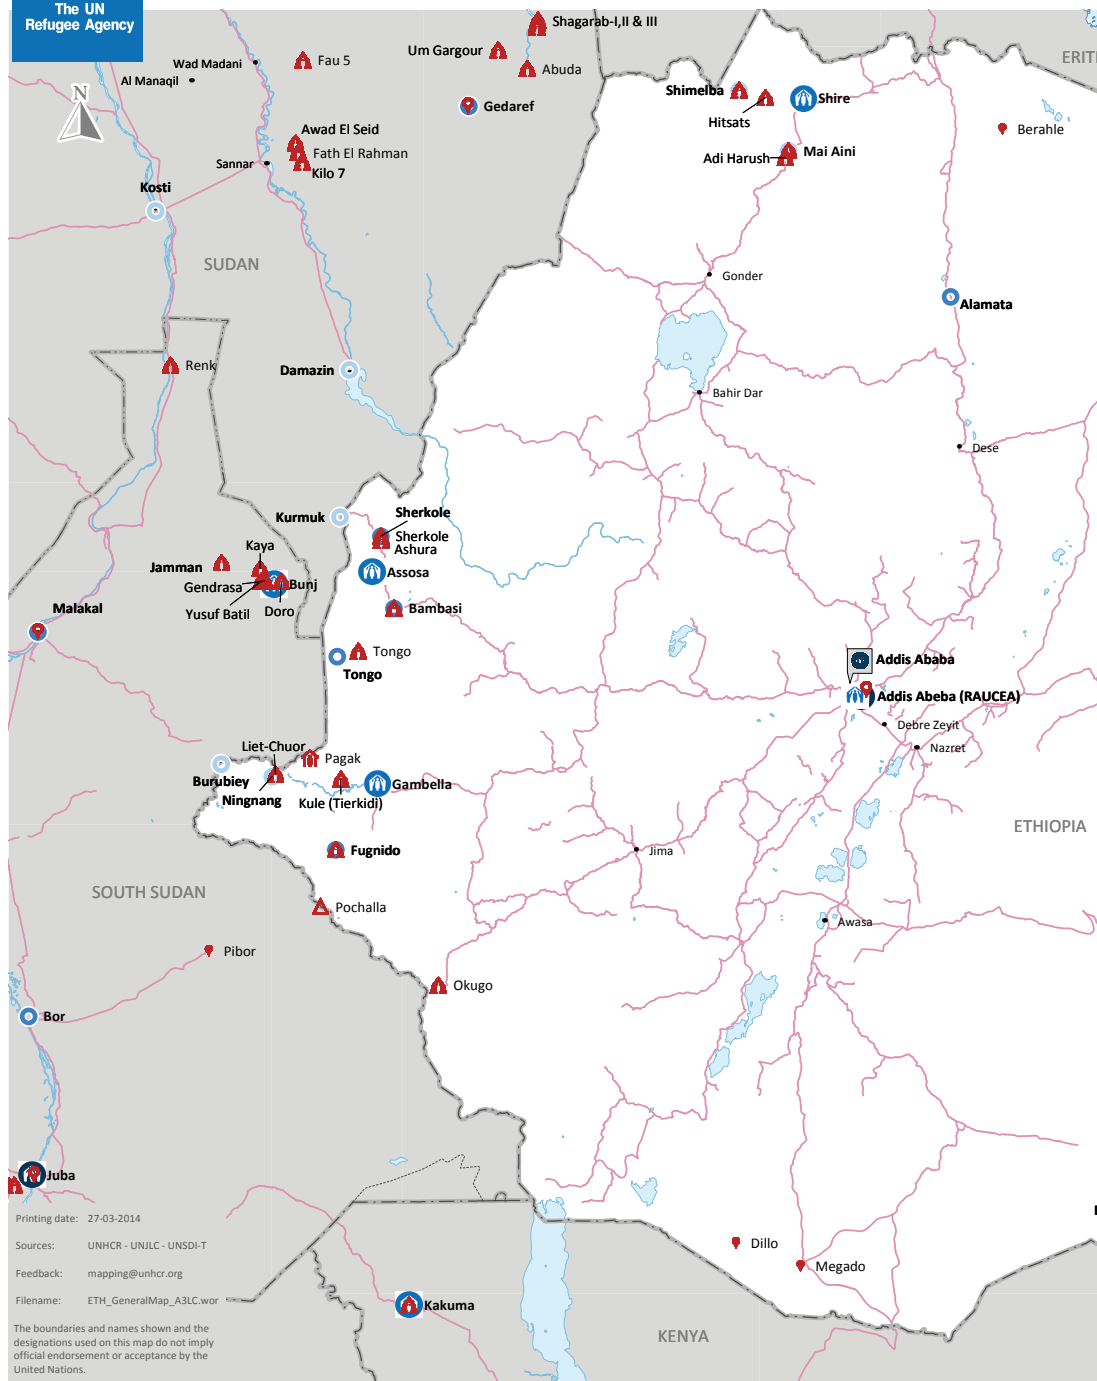 The UN
Refugee Agency
N
Shagarab-I,II & III
Um Gargour
Abuda
Fau 5
Wad Madani
Al Managil
Gedaref
Shimelba
Hitsats
Shire
Berahle
Awad El Seid
Fath El Rahman
Kilo 7
Sannar
Adi Harush
Mai Aini
Kosti
SUDAN
Gonder
Alamata
Renk
Damazin
Bahir Dar
Dese
Kurmuk
Sherkole
Sherkole
Ashura
Kaya
Jamman
Gendrasa
Bunj
Yusuf Batil
Doro
Assosa
Bambasi
Malakal
Tongo
Tongo
Addis Ababa
Addis Abeba (RAUCEA)
Debre Zeyit
Nazret
Liet-Chuor
Pagak
Burubiey
Ningnang
Kule (Tierkidi)
Gambella
ETHIOPIA
Fugnido
Jima
SOUTH SUDAN
Pochalla
Awasa
Pibor
Okugo
Bor
Juba
Printing date: 27-03-2014
Sources: UNHCR - UNJLC - UNSDI-T
Feedback: mapping@unhcr.org
Filename: ETH_GeneralMap_A3LC.wor
The boundaries and names shown and the
designations used on this map do not imply
official endorsement or acceptance by the
United Nations.
Dillo
Megado
Kakuma
KENYA